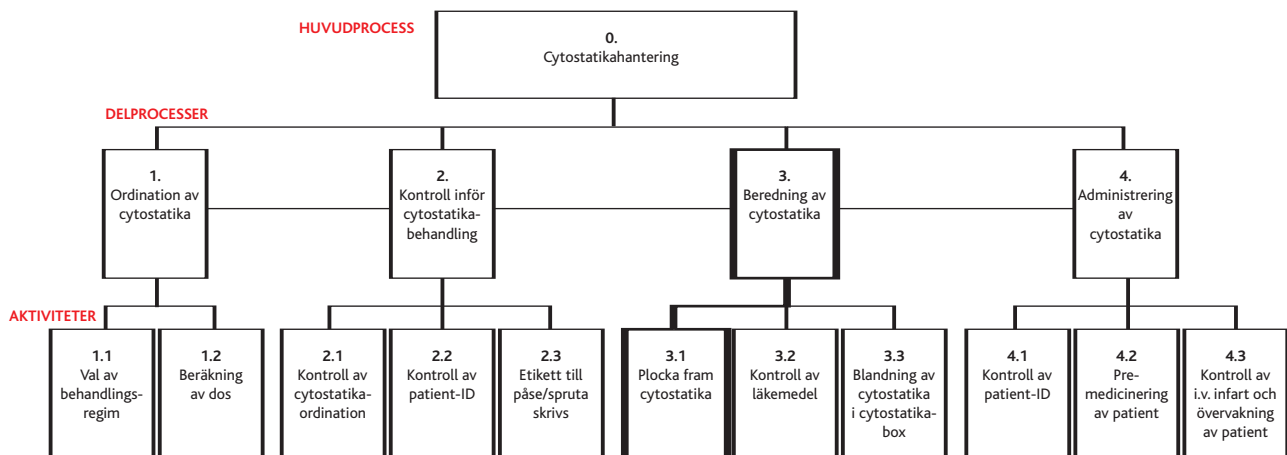 HUVUDPROCESS
0.
Cytostatikahantering
DELPROCESSER
1.
Ordination av
cytostatika
2.
Kontroll inför
cytostatika-
behandling
3.
Beredning av
cytostatika
4.
Administrering
av
cytostatika
AKTIVITETER
1.1
Val av
behandlings-
regim
1.2
Beräkning
av dos
2.1
Kontroll av
cytostatika-
ordination
2.2
Kontroll av
patient-ID
2.3
Etikett till
påse/spruta
skrivs
3.1
Plocka fram
cytostatika
3.2
Kontroll av
läkemedel
3.3
Blandning av
cytostatika
i cytostatika-
box
4.1
Kontroll av
patient-ID
4.2
Pre-
medicinering
av patient
4.3
Kontroll av
i.v. infart och
övervakning
av patient